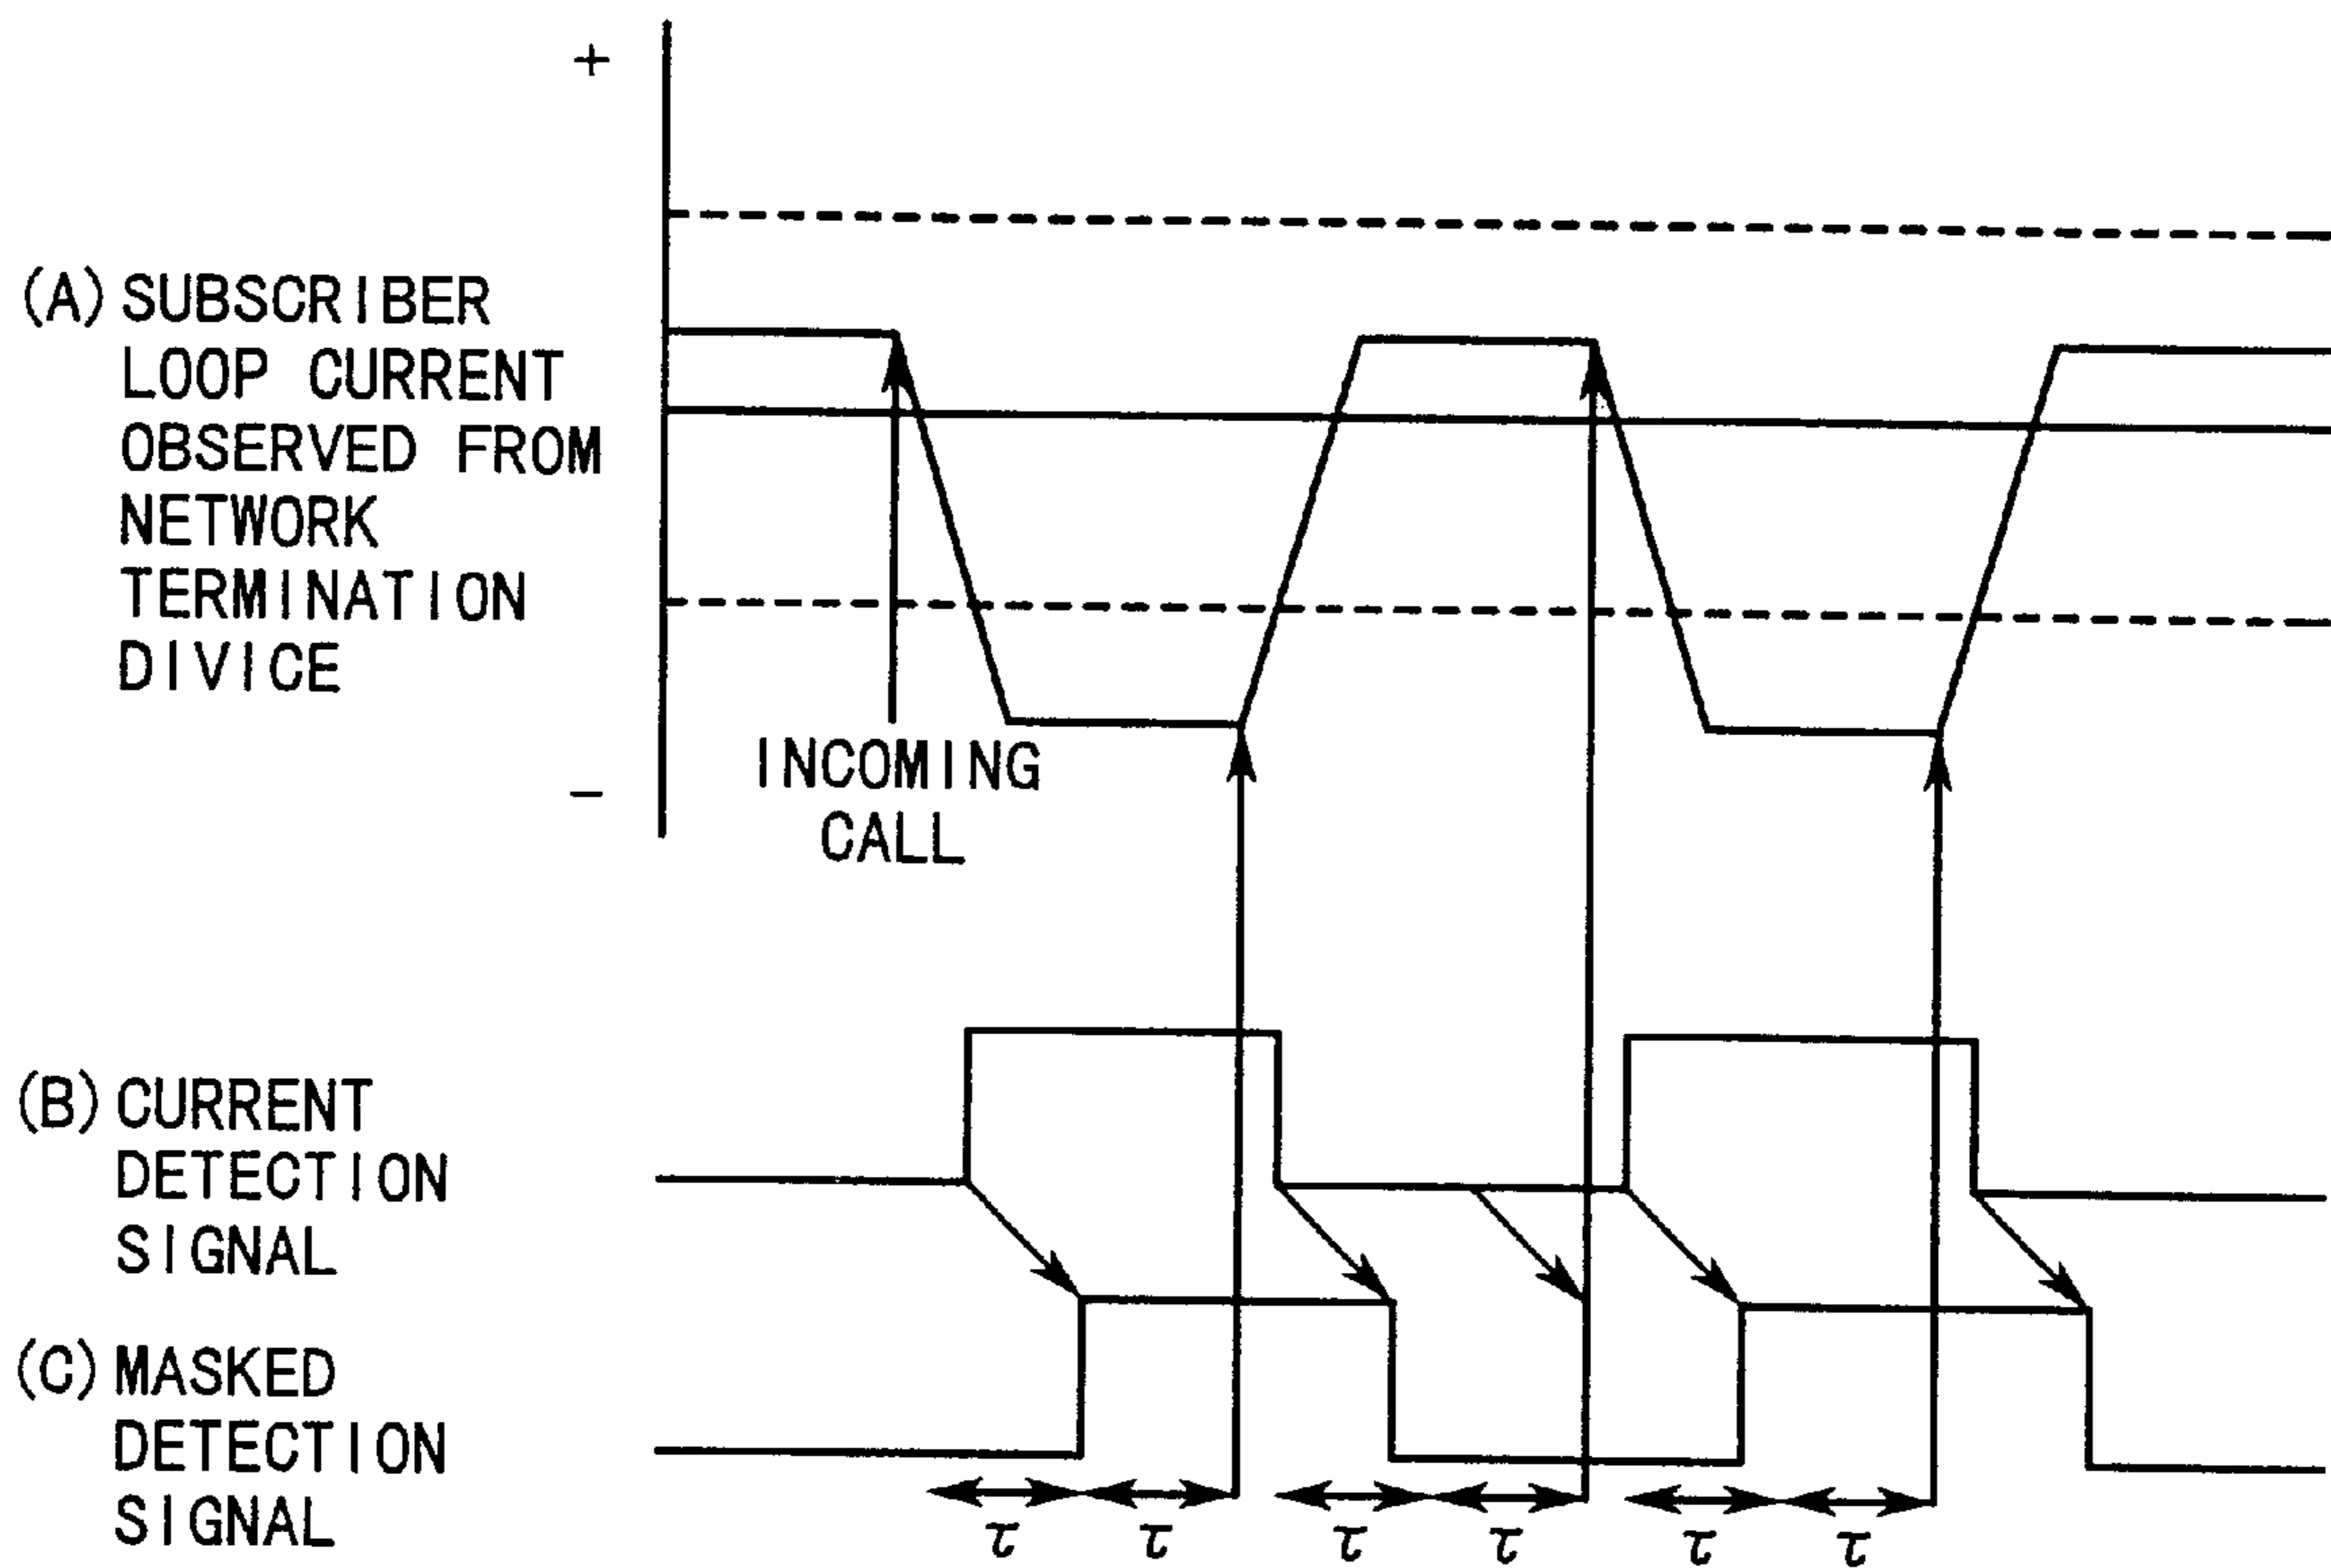 +
(A) SUBSCRIBER
LOOP CURRENT
OBSERVED FROM
NETWORK
TERMINATION
DIVICE
−
INCOMING
CALL
(B) CURRENT
DETECTION
SIGNAL
(C) MASKED
DETECTION
SIGNAL
τ τ τ τ τ τ